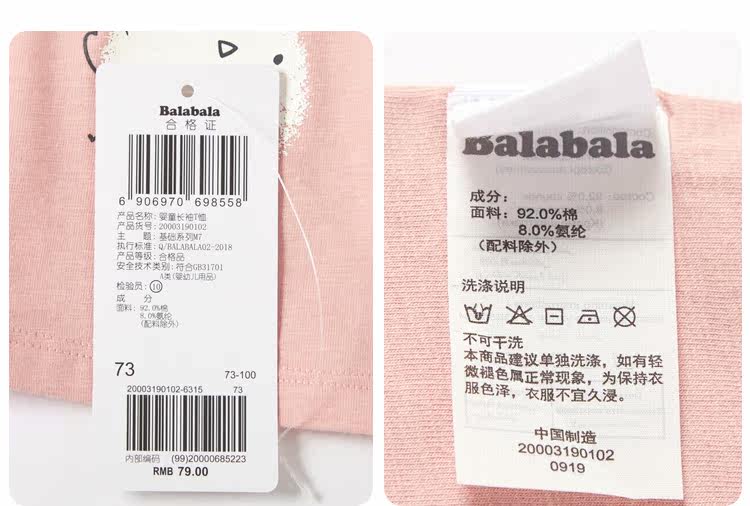 Balabala
合格证
6 906970 698558
产品名称: 婴童长袖T恤
产品货号: 20003190102
主 题: 基础系列M7
执行标准: Q/BALABALA02-2018
产品等级: 合格品
安全技术类别: 符合GB31701
A类(婴幼儿用品)
检验员: 10
成 分
面料: 92.0%棉
8.0%氨纶
(配料除外)
73 73-100
20003190102-6315 73
内部编码 (99)20000685223
RMB 79.00
Balabala
成分:
面料: 92.0%棉
8.0%氨纶
(配料除外)
洗涤说明
不可干洗
本商品建议单独洗涤, 如有轻
微褪色属正常现象, 为保持衣
服色泽, 衣服不宜久浸。
中国制造
20003190102
0919